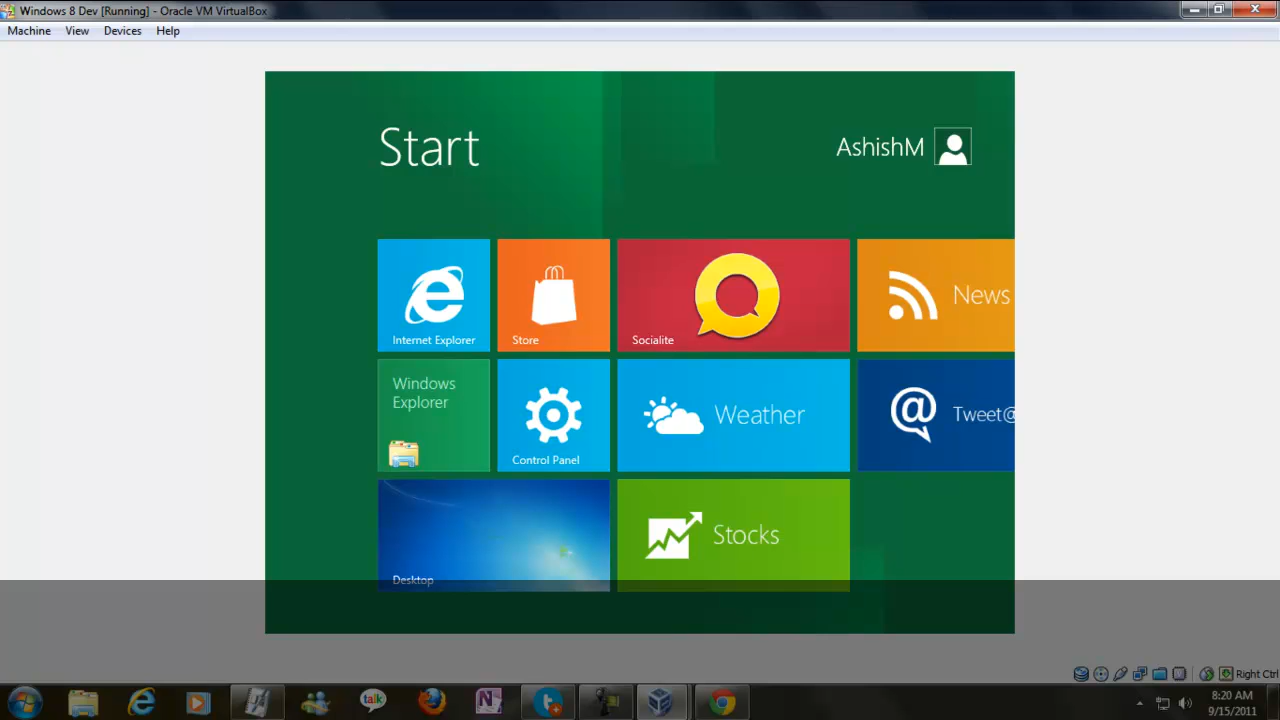 Windows 8 Dev [Running] - Oracle VM VirtualBox
Machine View Devices Help
Start
AshishM
Internet Explorer
Store
Socialite
News
Windows
Explorer
Control Panel
Weather
Tweet@
Desktop
Stocks
Right Ctrl
talk
N
8:20 AM
9/15/2011